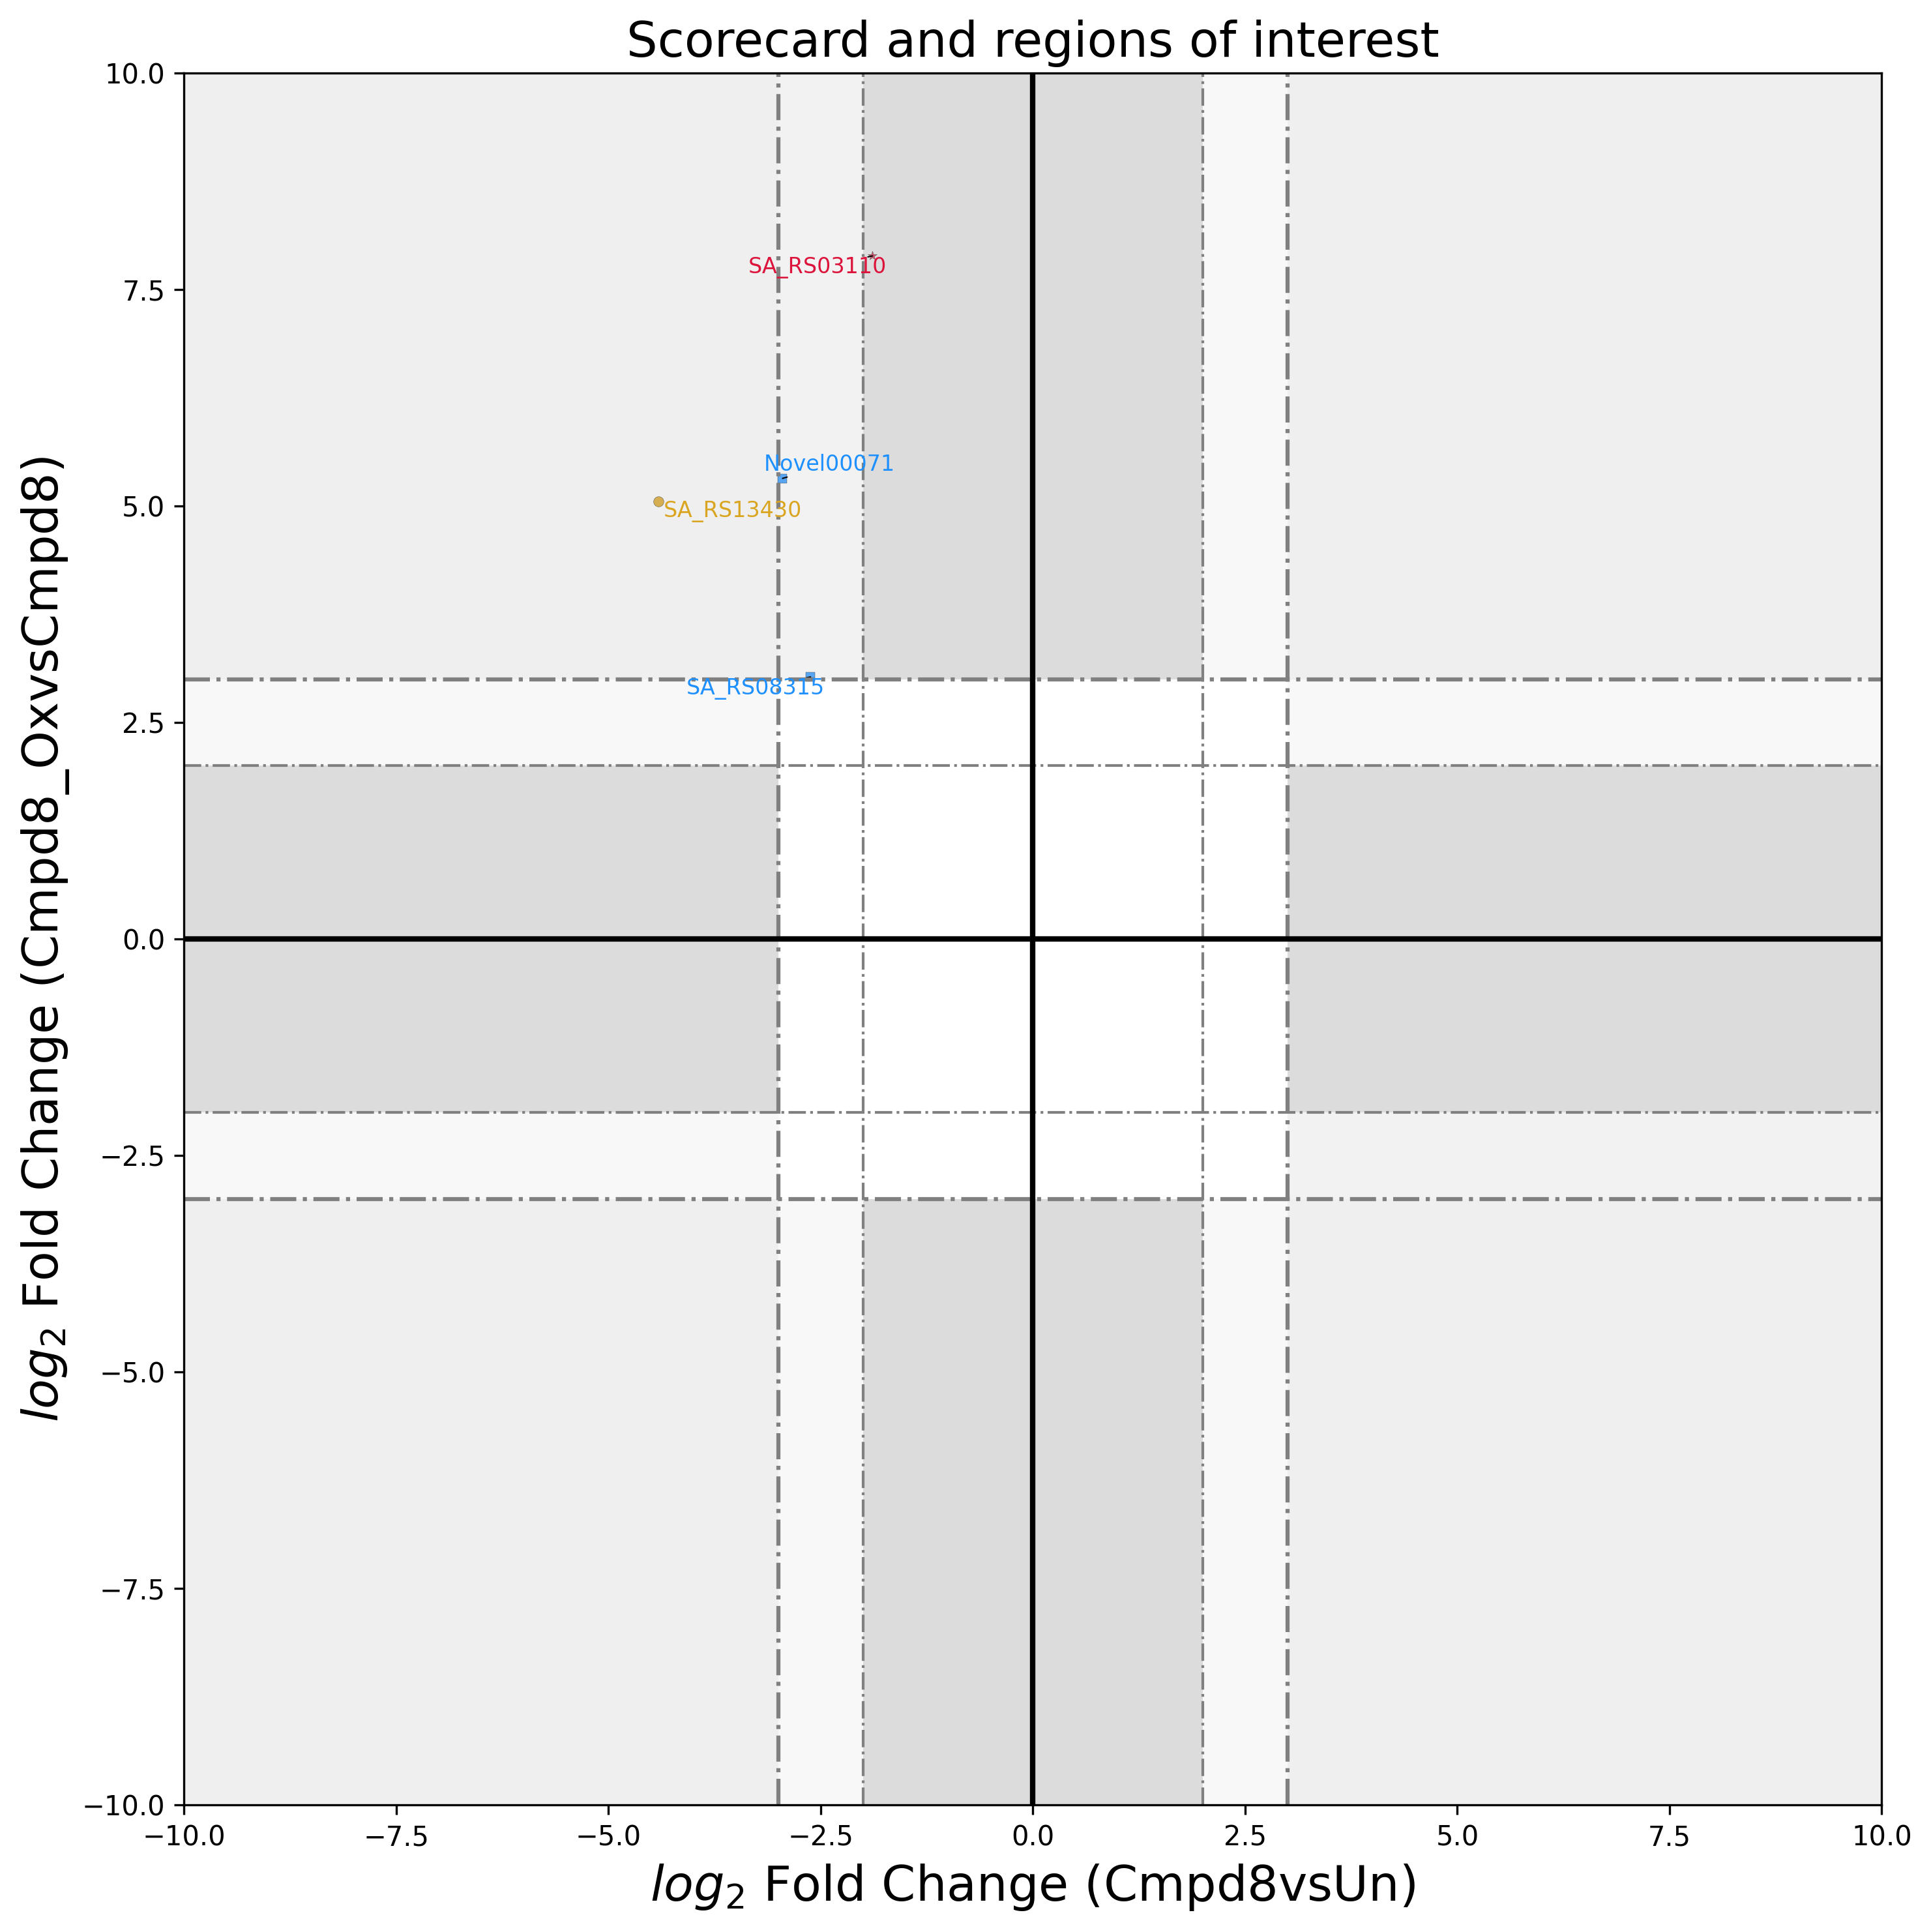 Scorecard and regions of interest
10.0
7.5
5.0
2.5
0.0
−2.5
−5.0
−7.5
−10.0
log2 Fold Change (Cmpd8_OxvsCmpd8)
SA_RS03110
Novel00071
SA_RS13430
SA_RS08315
−10.0
−7.5
−5.0
−2.5
0.0
2.5
5.0
7.5
10.0
log2 Fold Change (Cmpd8vsUn)